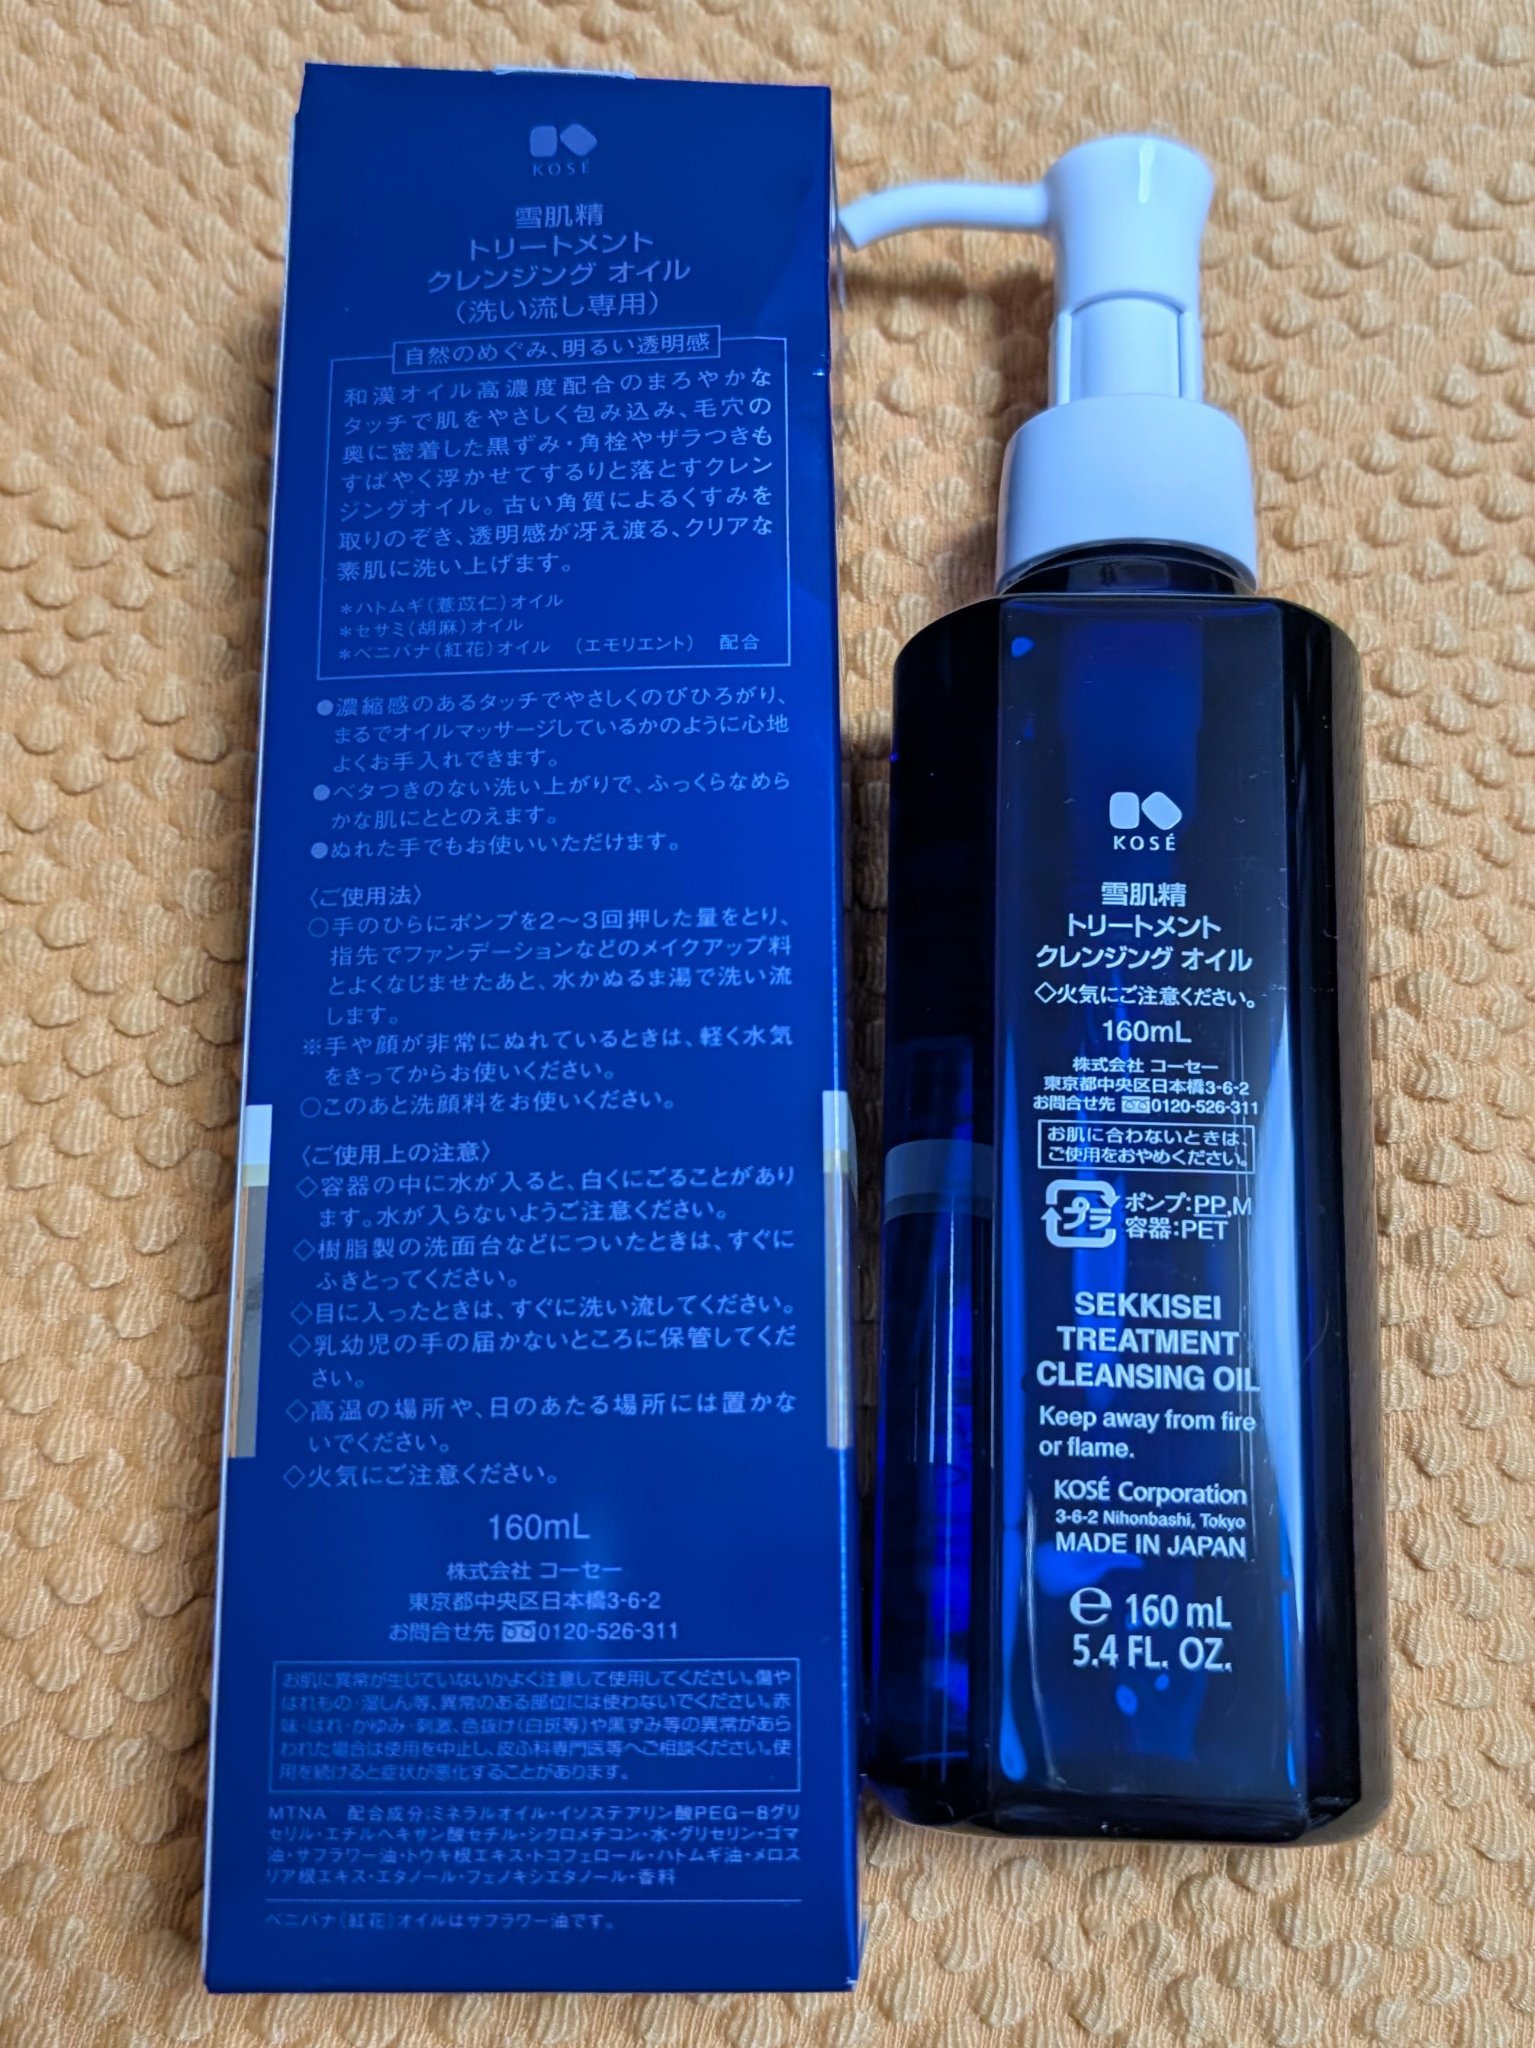 KOSÉ
雪肌精
トリートメント
クレンジング オイル
（洗い流し専用）
自然のめぐみ、明るい透明感
和漢オイル高濃度配合のまろやかな
タッチで肌をやさしく包み込み、毛穴の
奥に密着した黒ずみ・角栓やザラつきも
すばやく浮かせてするりと落とすクレン
ジングオイル。古い角質によるくすみを
取りのぞき、透明感が冴え渡る、クリアな
素肌に洗い上げます。
＊ハトムギ（薏苡仁）オイル
＊セサミ（胡麻）オイル
＊ベニバナ（紅花）オイル （エモリエント） 配合
●濃縮感のあるタッチでやさしくのびひろがり、
まるでオイルマッサージしているかのように心地
よくお手入れできます。
●ベタつきのない洗い上がりで、ふっくらなめら
かな肌にととのえます。
●ぬれた手でもお使いいただけます。
〈ご使用法〉
○手のひらにポンプを2～3回押した量をとり、
指先でファンデーションなどのメイクアップ料
とよくなじませたあと、水かぬるま湯で洗い流
します。
※手や顔が非常にぬれているときは、軽く水気
をきってからお使いください。
○このあと洗顔料をお使いください。
〈ご使用上の注意〉
◇容器の中に水が入ると、白くにごることがあり
ます。水が入らないようご注意ください。
◇樹脂製の洗面台などについたときは、すぐに
ふきとってください。
◇目に入ったときは、すぐに洗い流してください。
◇乳幼児の手の届かないところに保管してくだ
さい。
◇高温の場所や、日のあたる場所には置かな
いでください。
◇火気にご注意ください。
160mL
株式会社 コーセー
東京都中央区日本橋3-6-2
お問合せ先 0120-526-311
お肌に異常が生じていないかよく注意して使用してください。傷や
はれもの・湿しん等、異常のある部位には使わないでください。赤
味・はれ・かゆみ・刺激、色抜け（白斑等）や黒ずみ等の異常があら
われた場合は使用を中止し、皮ふ科専門医等へご相談ください。使
用を続けると症状が悪化することがあります。
MTNA 配合成分：ミネラルオイル・イソステアリン酸PEG－8グリ
セリル・エチルヘキサン酸セチル・シクロメチコン・水・グリセリン・ゴマ
油・サフラワー油・トウキ根エキス・トコフェロール・ハトムギ油・メロス
リア根エキス・エタノール・フェノキシエタノール・香料
ベニバナ（紅花）オイルはサフラワー油です。
KOSÉ
雪肌精
トリートメント
クレンジング オイル
◇火気にご注意ください。
160mL
株式会社 コーセー
東京都中央区日本橋3-6-2
お問合せ先 0120-526-311
お肌に合わないときは、
ご使用をおやめください。
プラ
ポンプ：PP,M
容器：PET
SEKKISEI
TREATMENT
CLEANSING OIL
Keep away from fire
or flame.
KOSÉ Corporation
3-6-2 Nihonbashi, Tokyo
MADE IN JAPAN
℮ 160 mL
5.4 FL. OZ.